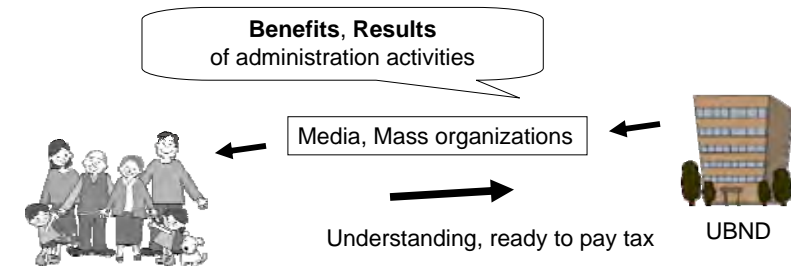 Benefits, Results
of administration activities
Media, Mass organizations
Understanding, ready to pay tax
UBND